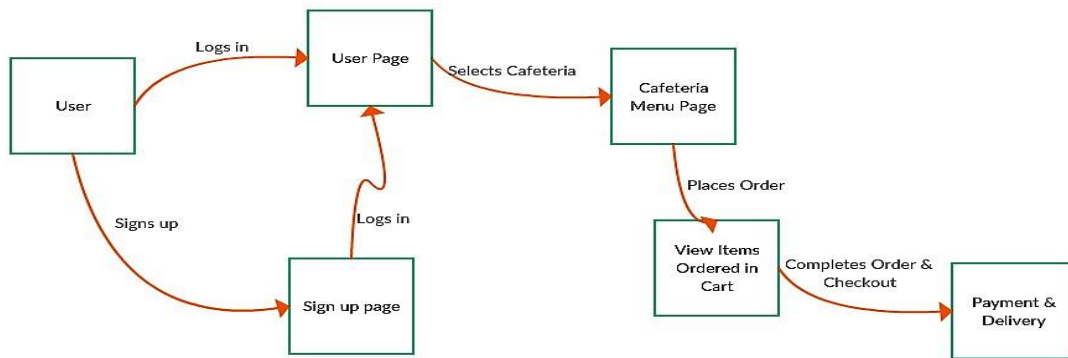 Logs in
User Page
Selects Cafeteria
User
Cafeteria
Menu Page
Signs up
Logs in
Places Order
Sign up page
View Items
Ordered in
Cart
Completes Order &
Checkout
Payment &
Delivery